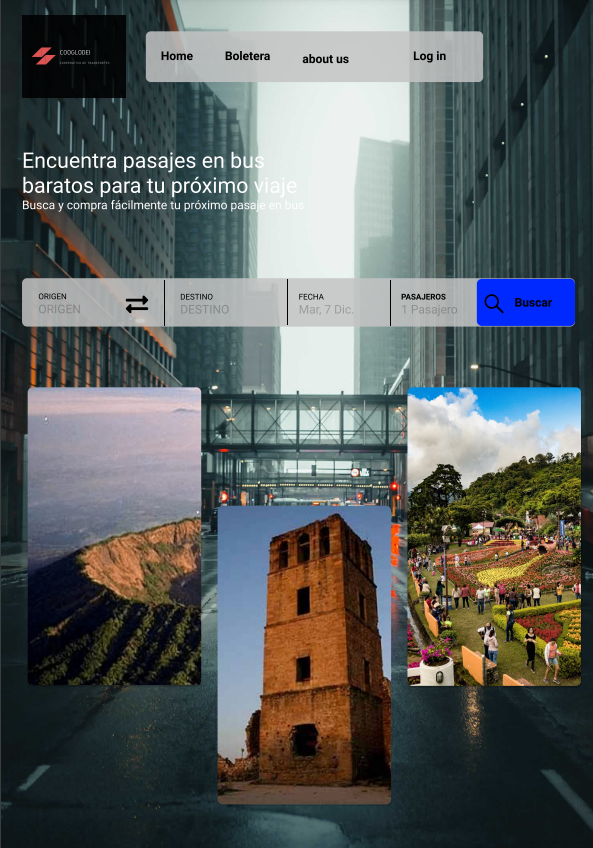 COOGLODEI
COOPERATIVA DE TRANSPORTES
Home Boletera about us Log in
Encuentra pasajes en bus
baratos para tu próximo viaje
Busca y compra fácilmente tu próximo pasaje en bus
ORIGEN DESTINO FECHA PASAJEROS
ORIGEN DESTINO Mar, 7 Dic. 1 Pasajero
Buscar